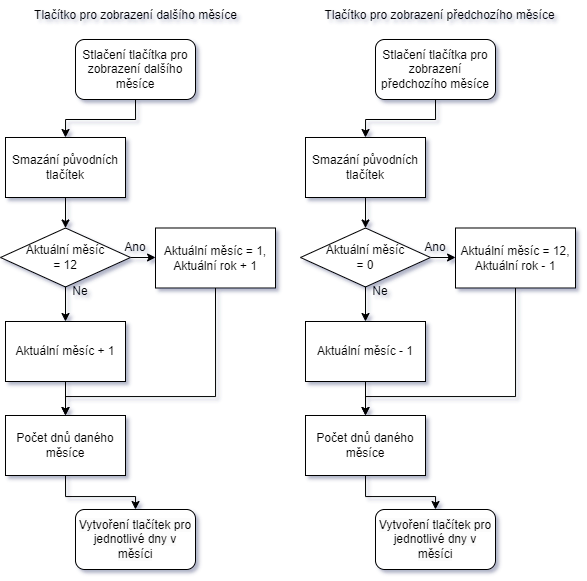 Tlačítko pro zobrazení dalšího měsíce
Stlačení tlačítka pro
zobrazení dalšího
měsíce
Smazání původních
tlačítek
Aktuální měsíc
= 12
Ano
Aktuální měsíc = 1,
Aktuální rok + 1
Ne
Aktuální měsíc + 1
Počet dnů daného
měsíce
Vytvoření tlačítek pro
jednotlivé dny v
měsíci
Tlačítko pro zobrazení předchozího měsíce
Stlačení tlačítka pro
zobrazení
předchozího měsíce
Smazání původních
tlačítek
Aktuální měsíc
= 0
Ano
Aktuální měsíc = 12,
Aktuální rok - 1
Ne
Aktuální měsíc - 1
Počet dnů daného
měsíce
Vytvoření tlačítek pro
jednotlivé dny v
měsíci